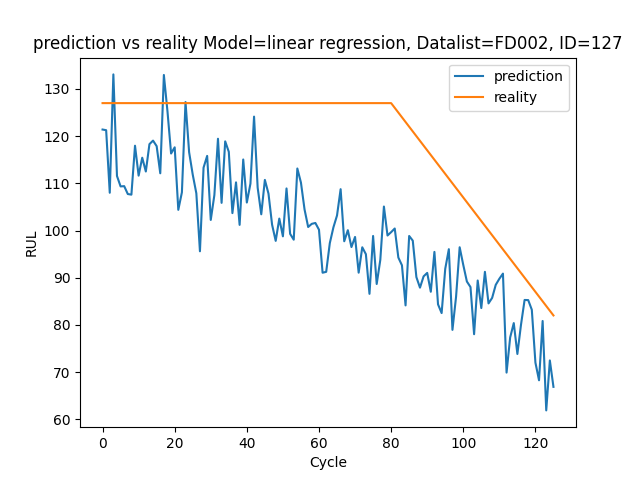 prediction vs reality Model=linear regression, Datalist=FD002, ID=127
prediction
reality
RUL
130
120
110
100
90
80
70
60
0 20 40 60 80 100 120
Cycle